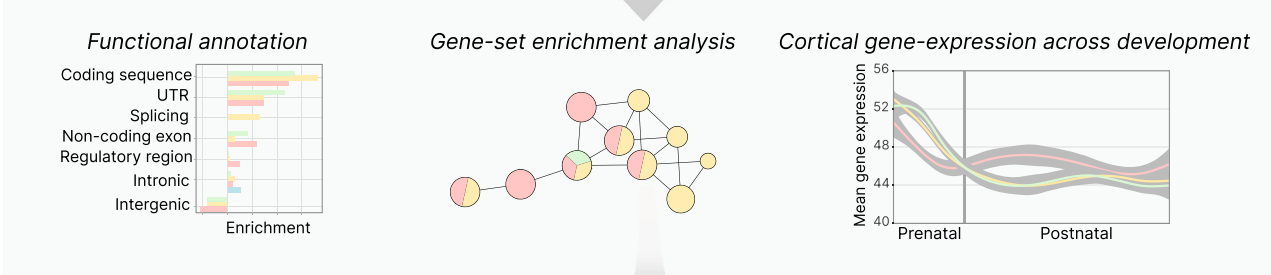 Functional annotation
Coding sequence
UTR
Splicing
Non-coding exon
Regulatory region
Intronic
Intergenic
Enrichment
Gene-set enrichment analysis
Cortical gene-expression across development
Mean gene expression
56
52
48
44
40
Prenatal
Postnatal